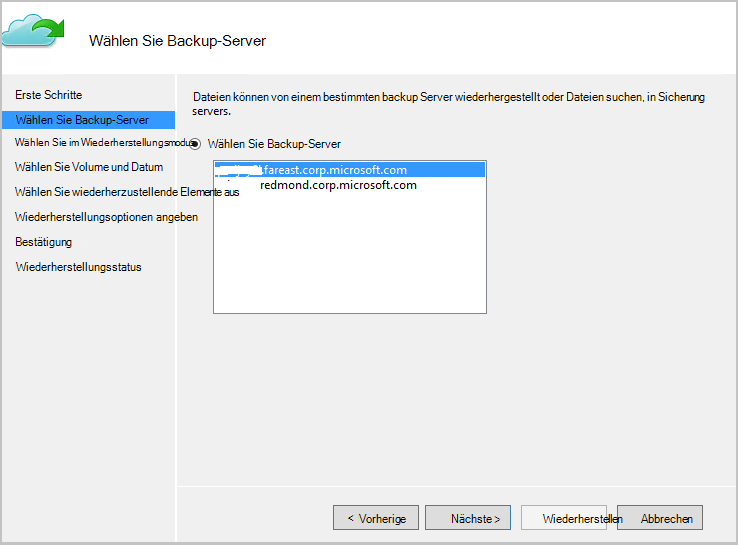 Wählen Sie Backup-Server
Erste Schritte
Wählen Sie Backup-Server
Wählen Sie im Wiederherstellungsmodus
Wählen Sie Volume und Datum
Wählen Sie wiederherzustellende Elemente aus
Wiederherstellungsoptionen angeben
Bestätigung
Wiederherstellungsstatus
Dateien können von einem bestimmten backup Server wiederhergestellt oder Dateien suchen, in Sicherung
servers.
Wählen Sie Backup-Server
.fareast.corp.microsoft.com
redmond.corp.microsoft.com
< Vorherige
Nächste >
Wiederherstellen
Abbrechen